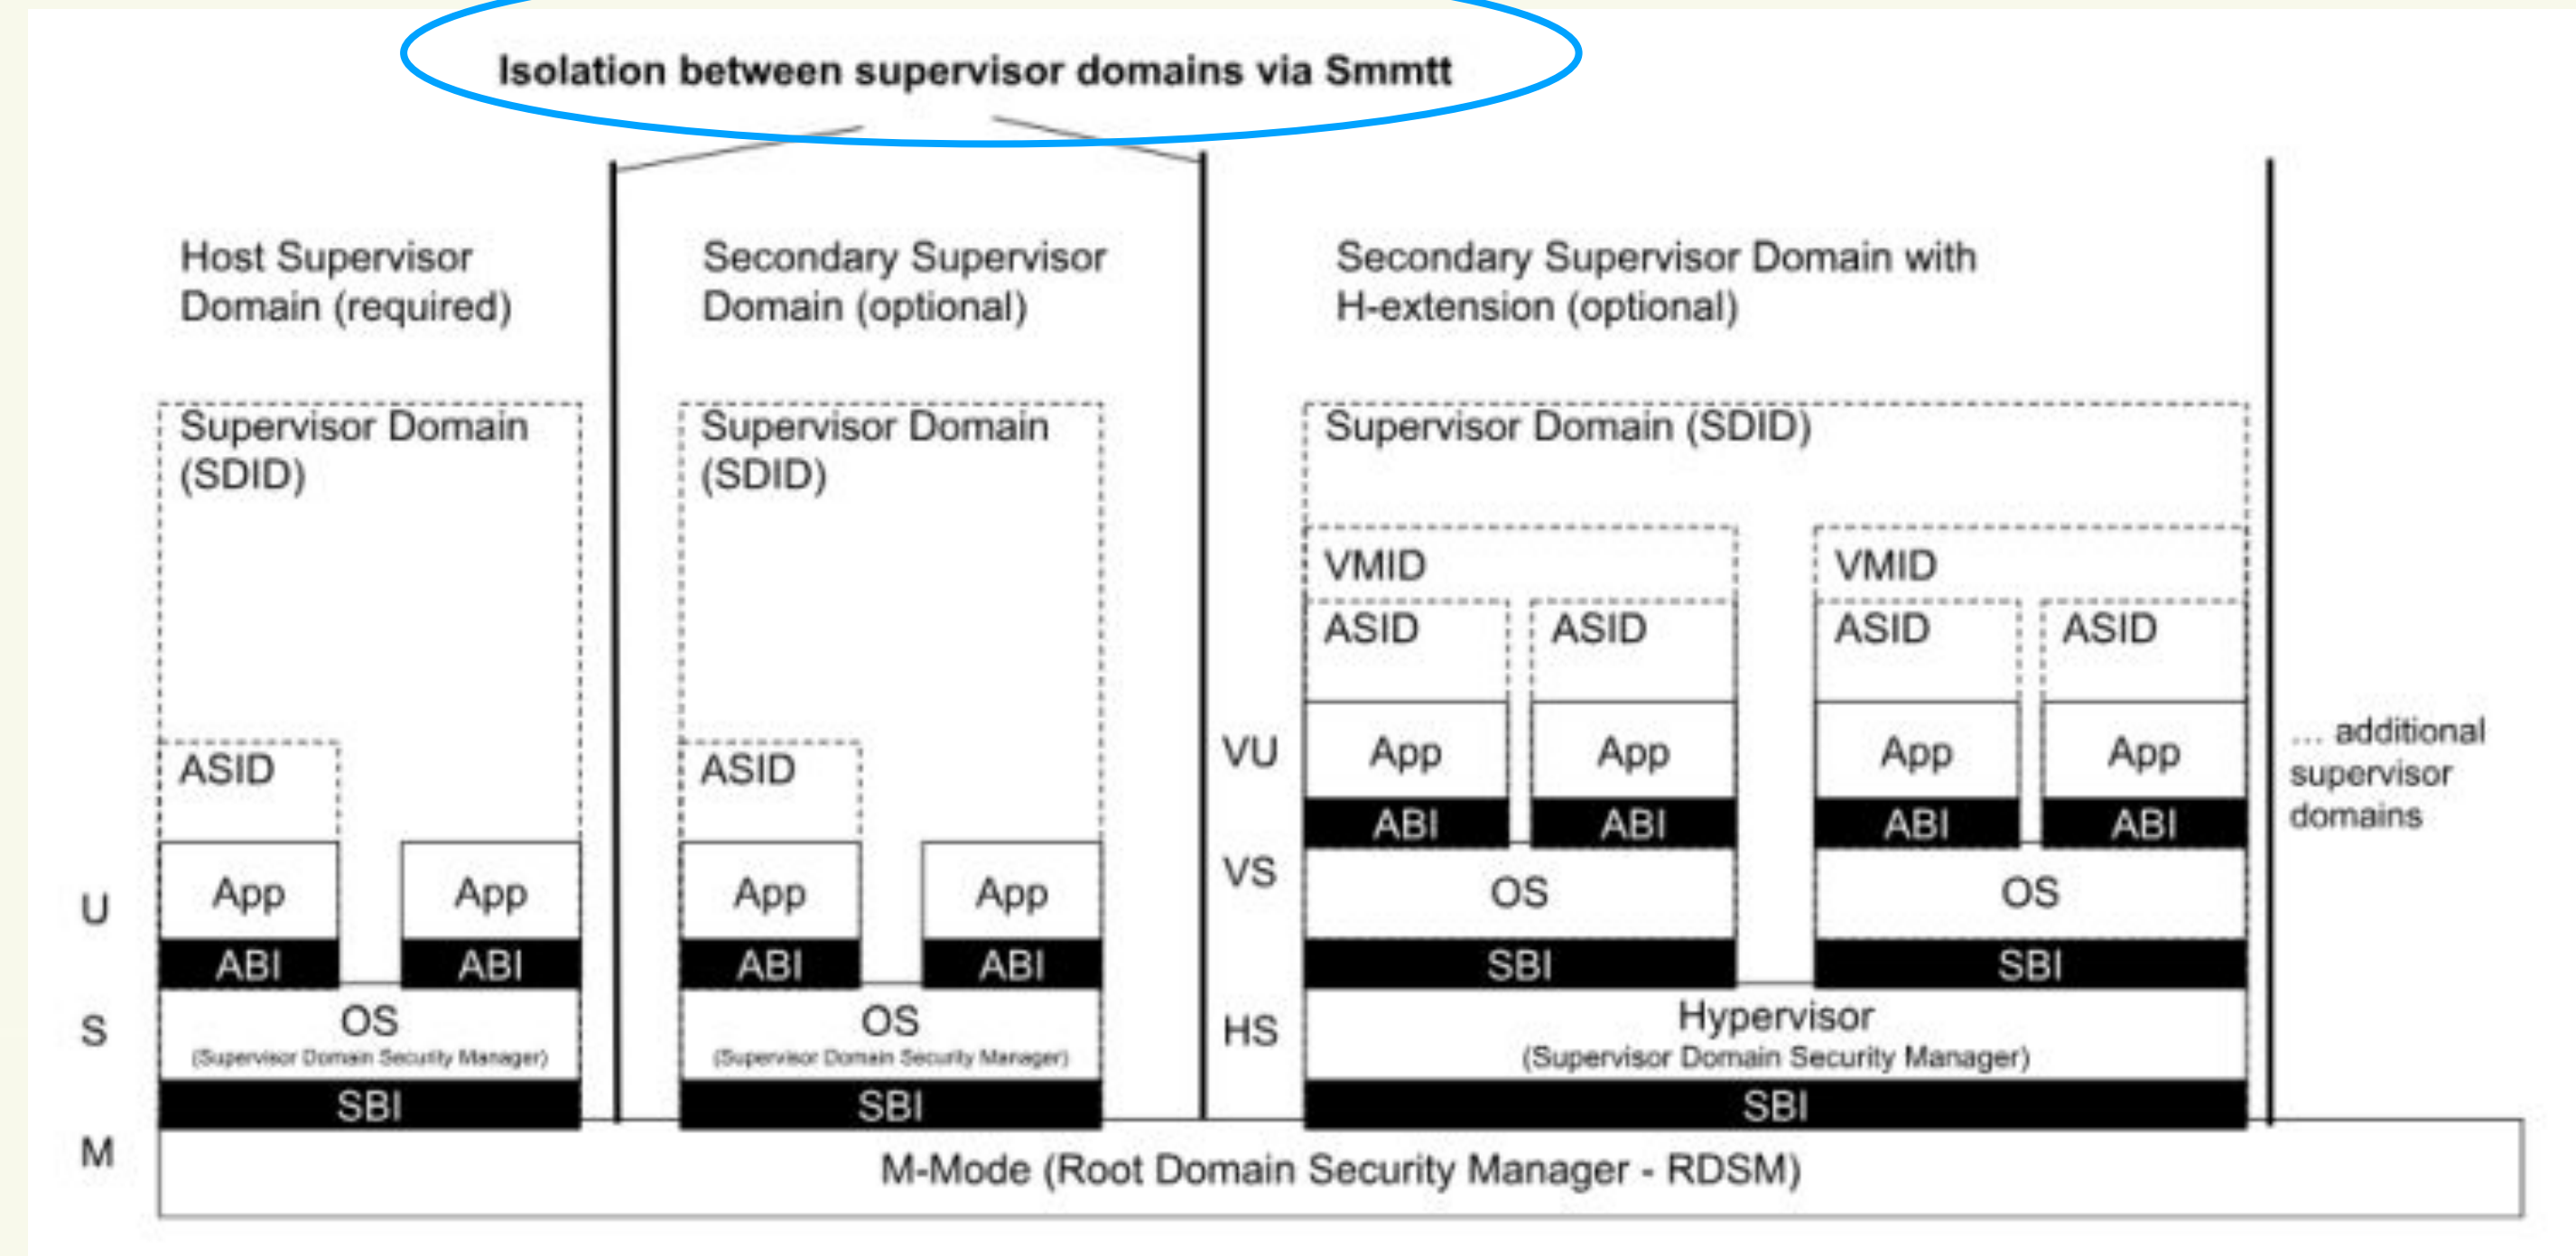 Isolation between supervisor domains via Smmtt
Host Supervisor
Domain (required)
Secondary Supervisor
Domain (optional)
Secondary Supervisor Domain with
H-extension (optional)
Supervisor Domain
(SDID)
Supervisor Domain
(SDID)
Supervisor Domain (SDID)
VMID
VMID
ASID
ASID
ASID
ASID
ASID
ASID
VU
App
App
App
App
... additional
supervisor
domains
ABI
ABI
ABI
ABI
U
App
App
App
App
VS
OS
OS
ABI
ABI
ABI
ABI
SBI
SBI
S
OS
(Supervisor Domain Security Manager)
OS
(Supervisor Domain Security Manager)
HS
Hypervisor
(Supervisor Domain Security Manager)
SBI
SBI
SBI
M
M-Mode (Root Domain Security Manager - RDSM)